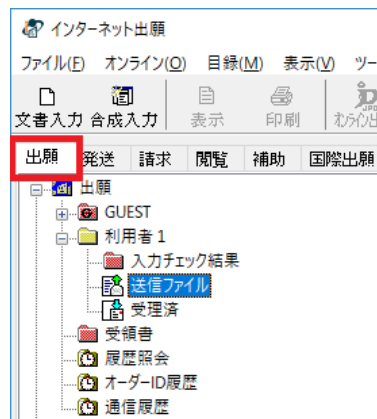 インターネット出願
ファイル(F) オンライン(O) 目録(M) 表示(V) ツー
文書入力 合成入力 表示 印刷
出願 発送 請求 閲覧 補助 国際出願
出願
GUEST
利用者1
入力チェック結果
送信ファイル
受理済
受領書
履歴照会
オーダーID履歴
通信履歴